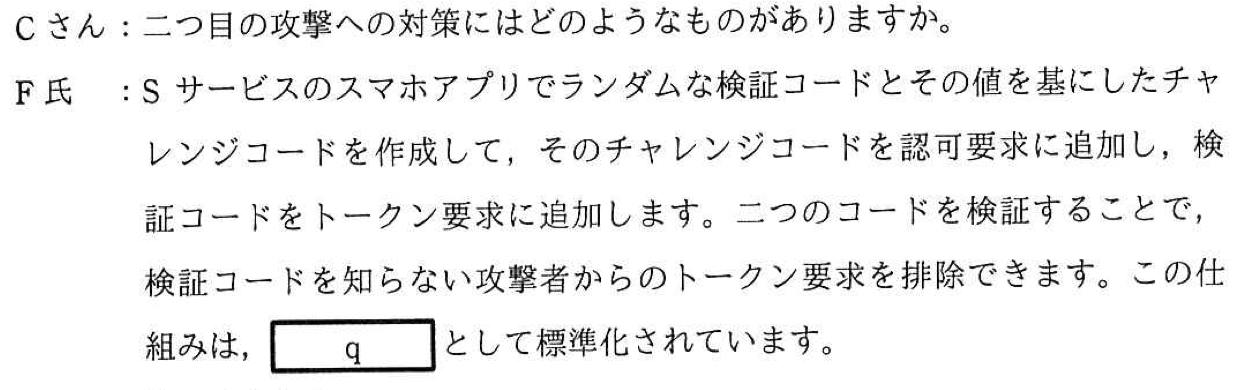 Cさん：二つ目の攻撃への対策にはどのようなものがありますか。
F氏　：S サービスのスマホアプリでランダムな検証コードとその値を基にしたチャ
レンジコードを作成して，そのチャレンジコードを認可要求に追加し，検
証コードをトークン要求に追加します。二つのコードを検証することで，
検証コードを知らない攻撃者からのトークン要求を排除できます。この仕
組みは， q として標準化されています。